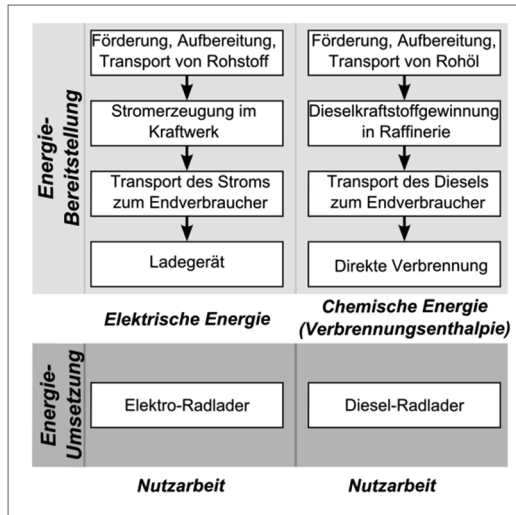 Energie-
Bereitstellung
Förderung, Aufbereitung,
Transport von Rohstoff
Stromerzeugung im
Kraftwerk
Transport des Stroms
zum Endverbraucher
Ladegerät
Elektrische Energie
Förderung, Aufbereitung,
Transport von Rohöl
Dieselkraftstoffgewinnung
in Raffinerie
Transport des Diesels
zum Endverbraucher
Direkte Verbrennung
Chemische Energie
(Verbrennungsenthalpie)
Energie-
Umsetzung
Elektro-Radlader
Nutzarbeit
Diesel-Radlader
Nutzarbeit